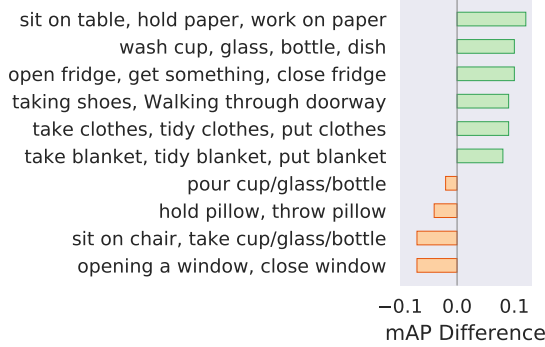 sit on table, hold paper, work on paper
wash cup, glass, bottle, dish
open fridge, get something, close fridge
taking shoes, Walking through doorway
take clothes, tidy clothes, put clothes
take blanket, tidy blanket, put blanket
pour cup/glass/bottle
hold pillow, throw pillow
sit on chair, take cup/glass/bottle
opening a window, close window
−0.1 0.0 0.1
mAP Difference